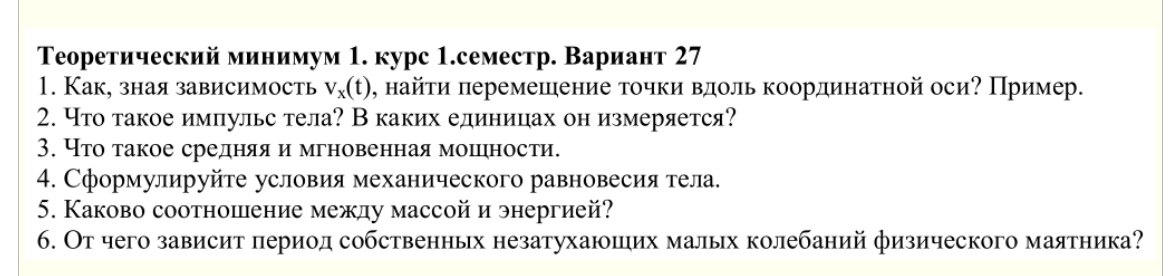 Теоретический минимум 1. курс 1.семестр. Вариант 27
1. Как, зная зависимость vₓ(t), найти перемещение точки вдоль координатной оси? Пример.
2. Что такое импульс тела? В каких единицах он измеряется?
3. Что такое средняя и мгновенная мощности.
4. Сформулируйте условия механического равновесия тела.
5. Каково соотношение между массой и энергией?
6. От чего зависит период собственных незатухающих малых колебаний физического маятника?